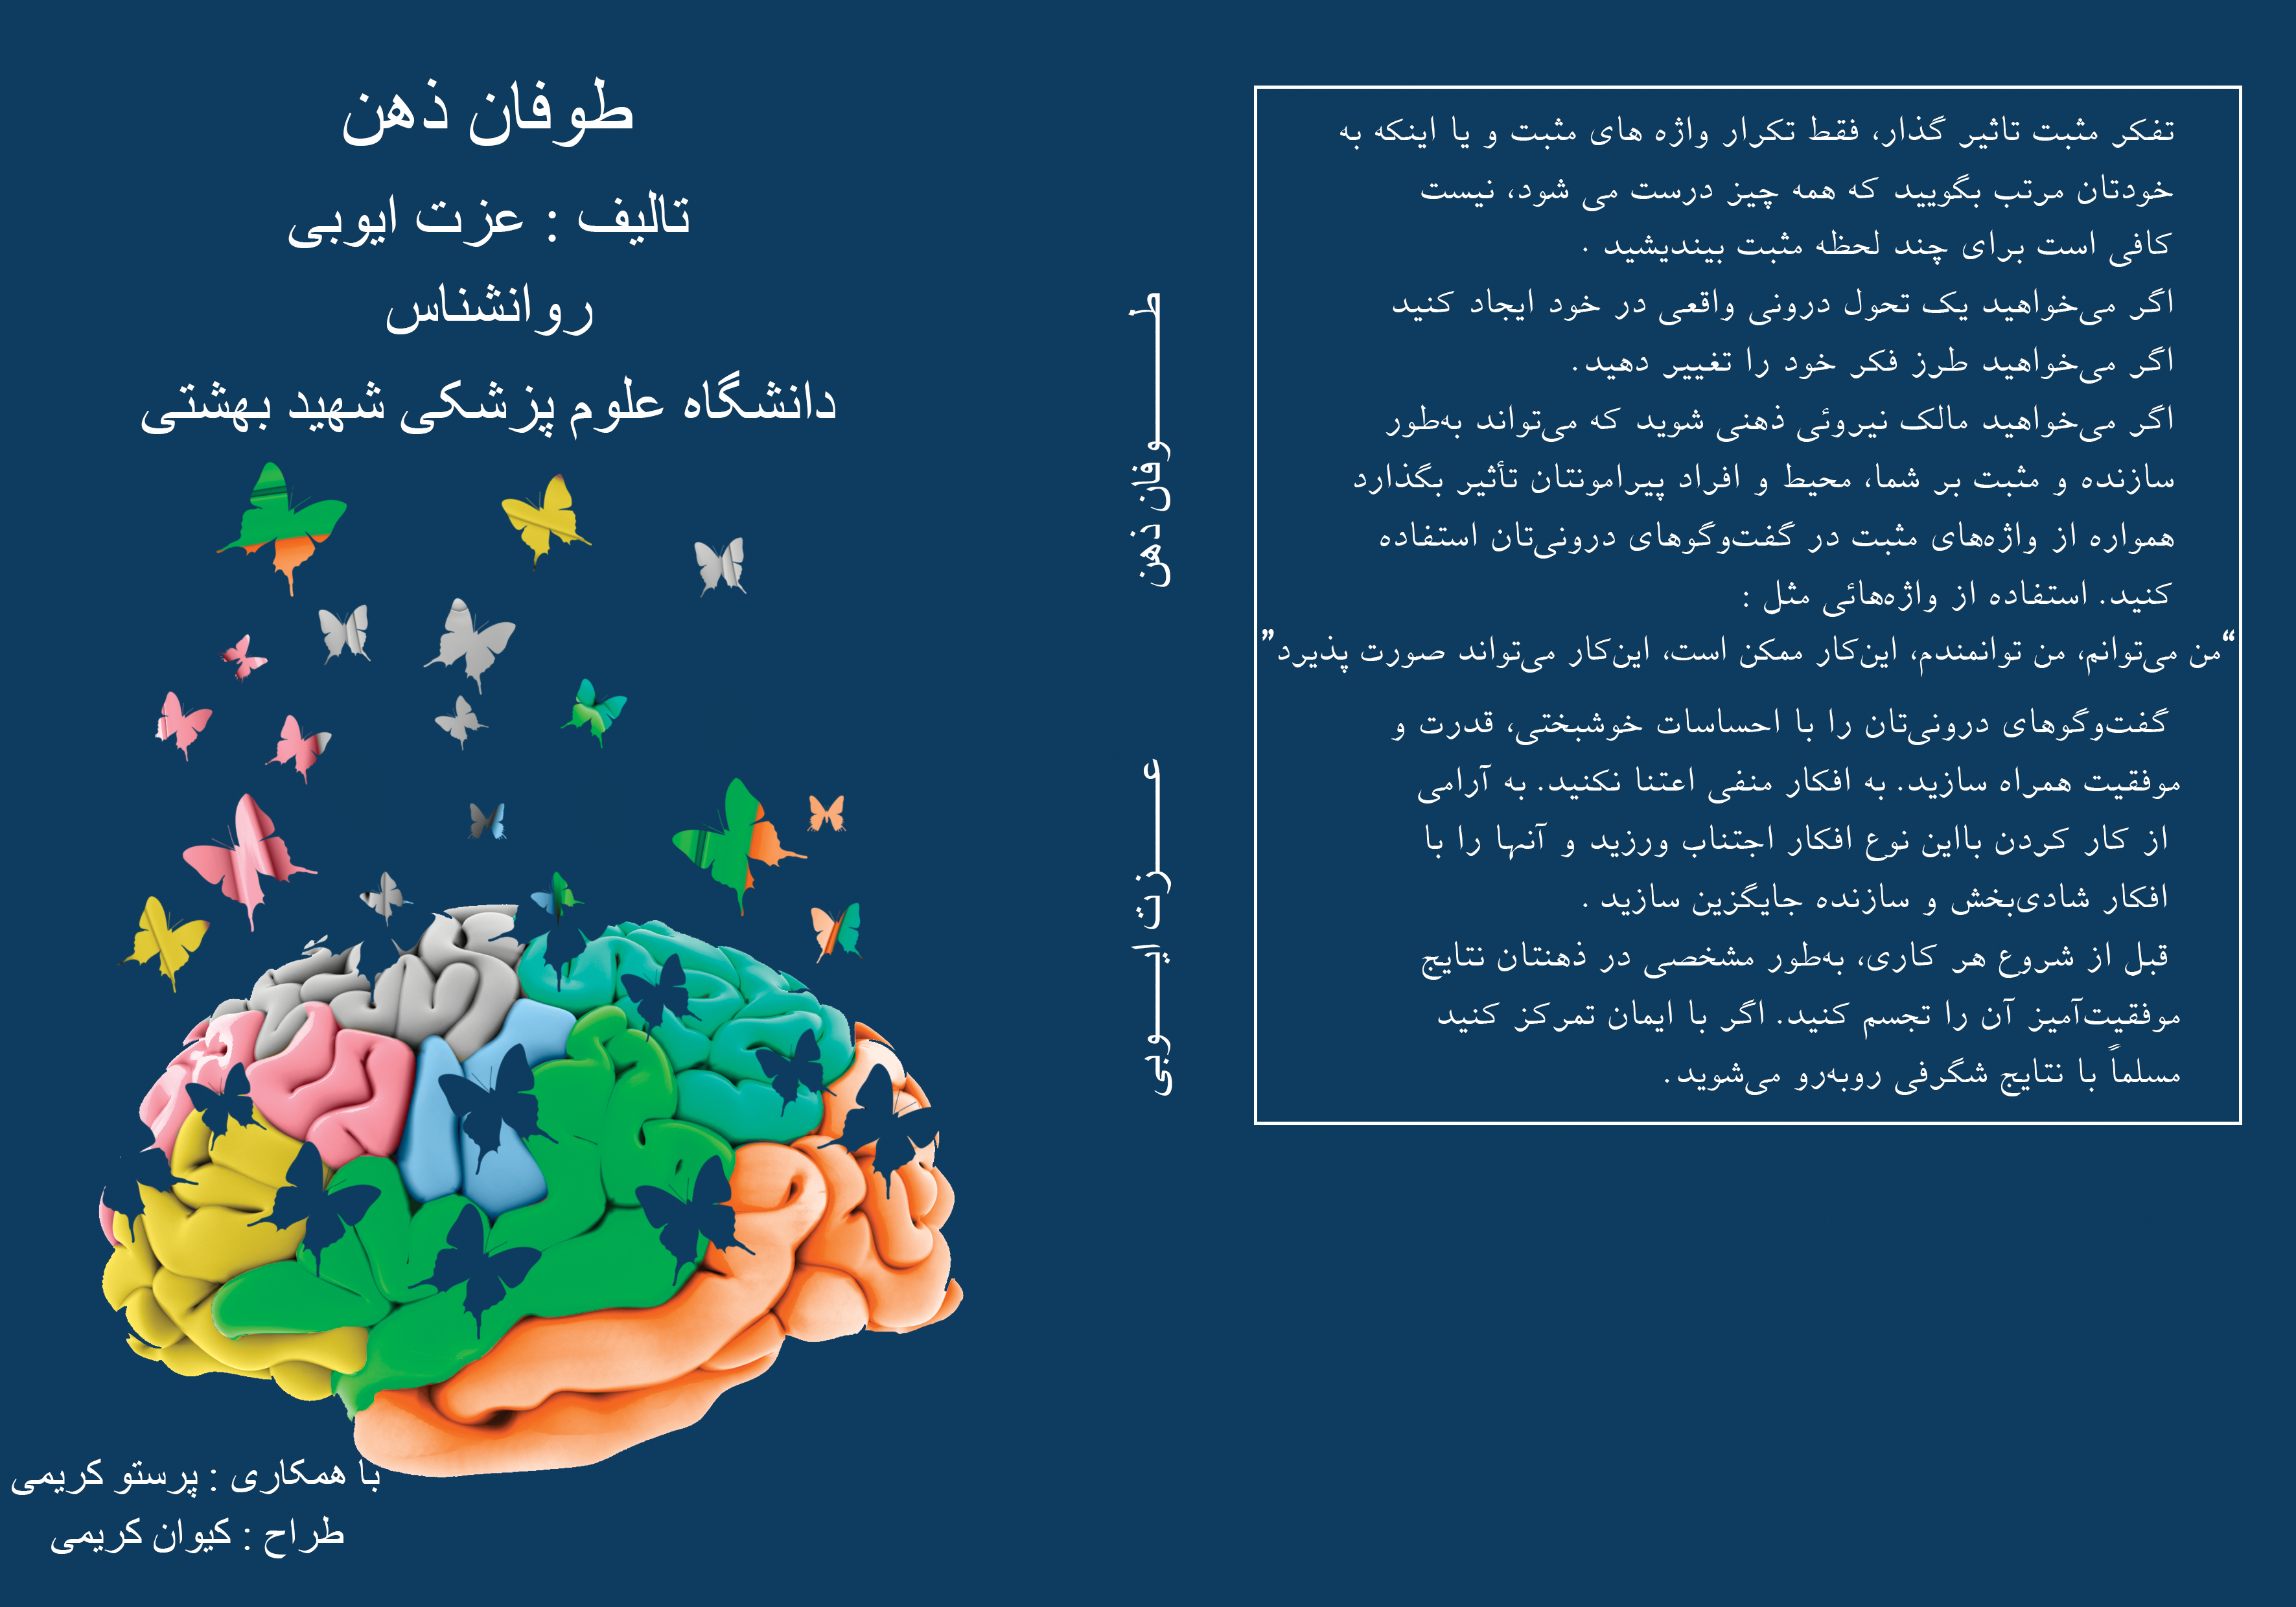 طوفان ذهن
تالیف : عزت ایوبی
روانشناس
دانشگاه علوم پزشکی شهید بهشتی
با همکاری : پرستو کریمی
طراح : کیوان کریمی
طـــوفان ذهن
عـــزت ایـــوبی
تفکر مثبت تاثیر گذار، فقط تکرار واژه های مثبت و یا اینکه به
خودتان مرتب بگویید که همه چیز درست می شود، نیست
کافی است برای چند لحظه مثبت بیندیشید .
اگر می‌خواهید یک تحول درونی واقعی در خود ایجاد کنید
اگر می‌خواهید طرز فکر خود را تغییر دهید.
اگر می‌خواهید مالک نیروئی ذهنی شوید که می‌تواند به‌طور
سازنده و مثبت بر شما، محیط و افراد پیرامونتان تأثیر بگذارد
همواره از واژه‌های مثبت در گفت‌وگوهای درونی‌تان استفاده
کنید. استفاده از واژه‌هائی مثل :
“من می‌توانم، من توانمندم، این‌کار ممکن است، این‌کار می‌تواند صورت پذیرد”
گفت‌وگوهای درونی‌تان را با احساسات خوشبختی، قدرت و
موفقیت همراه سازید. به افکار منفی اعتنا نکنید. به آرامی
از کار کردن بااین نوع افکار اجتناب ورزید و آنها را با
افکار شادی‌بخش و سازنده جایگزین سازید .
قبل از شروع هر کاری، به‌طور مشخصی در ذهنتان نتایج
موفقیت‌آمیز آن را تجسم کنید. اگر با ایمان تمرکز کنید
مسلماً با نتایج شگرفی روبه‌رو می‌شوید.